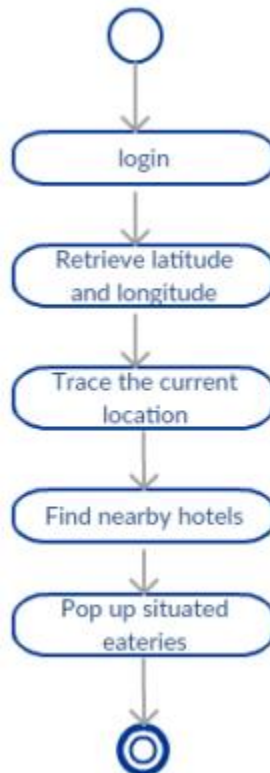 login
Retrieve latitude
and longitude
Trace the current
location
Find nearby hotels
Pop up situated
eateries